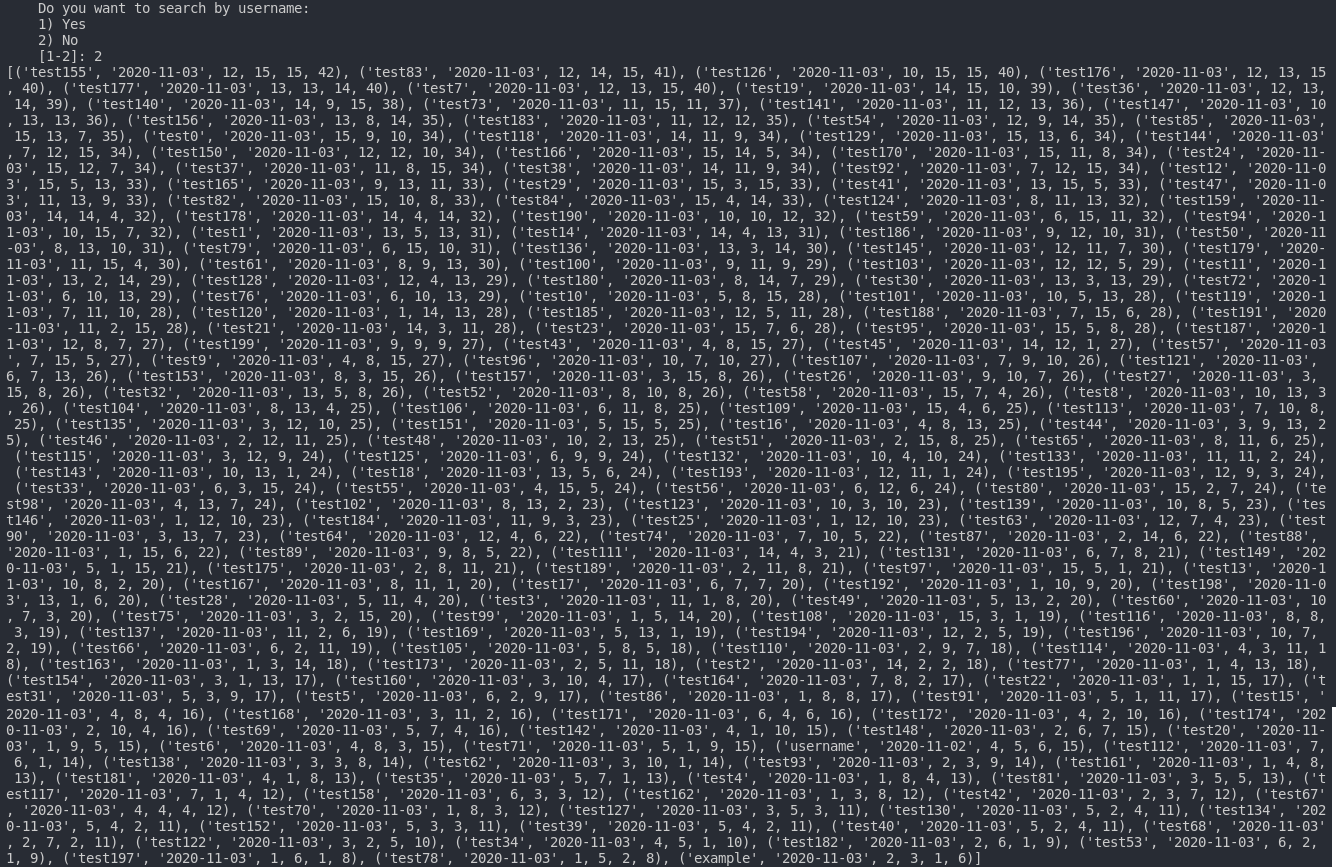 Do you want to search by username:
1) Yes
2) No
[1-2]: 2
[('test155', '2020-11-03', 12, 15, 15, 42), ('test83', '2020-11-03', 12, 14, 15, 41), ('test126', '2020-11-03', 10, 15, 15, 40), ('test176', '2020-11-03', 12, 13, 15
, 40), ('test177', '2020-11-03', 13, 13, 14, 40), ('test7', '2020-11-03', 12, 13, 15, 40), ('test19', '2020-11-03', 14, 15, 10, 39), ('test36', '2020-11-03', 12, 13,
14, 39), ('test140', '2020-11-03', 14, 9, 15, 38), ('test73', '2020-11-03', 11, 15, 11, 37), ('test141', '2020-11-03', 11, 12, 13, 36), ('test147', '2020-11-03', 10
, 13, 13, 36), ('test156', '2020-11-03', 13, 8, 14, 35), ('test183', '2020-11-03', 11, 12, 12, 35), ('test54', '2020-11-03', 12, 9, 14, 35), ('test85', '2020-11-03',
15, 13, 7, 35), ('test0', '2020-11-03', 15, 9, 10, 34), ('test118', '2020-11-03', 14, 11, 9, 34), ('test129', '2020-11-03', 15, 13, 6, 34), ('test144', '2020-11-03'
, 7, 12, 15, 34), ('test150', '2020-11-03', 12, 12, 10, 34), ('test166', '2020-11-03', 15, 14, 5, 34), ('test170', '2020-11-03', 15, 11, 8, 34), ('test24', '2020-11-
03', 15, 12, 7, 34), ('test37', '2020-11-03', 11, 8, 15, 34), ('test38', '2020-11-03', 14, 11, 9, 34), ('test92', '2020-11-03', 7, 12, 15, 34), ('test12', '2020-11-0
3', 15, 5, 13, 33), ('test165', '2020-11-03', 9, 13, 11, 33), ('test29', '2020-11-03', 15, 3, 15, 33), ('test41', '2020-11-03', 13, 15, 5, 33), ('test47', '2020-11-0
3', 11, 13, 9, 33), ('test82', '2020-11-03', 15, 10, 8, 33), ('test84', '2020-11-03', 15, 4, 14, 33), ('test124', '2020-11-03', 8, 11, 13, 32), ('test159', '2020-11-
03', 14, 14, 4, 32), ('test178', '2020-11-03', 14, 4, 14, 32), ('test190', '2020-11-03', 10, 10, 12, 32), ('test59', '2020-11-03', 6, 15, 11, 32), ('test94', '2020-1
1-03', 10, 15, 7, 32), ('test1', '2020-11-03', 13, 5, 13, 31), ('test14', '2020-11-03', 14, 4, 13, 31), ('test186', '2020-11-03', 9, 12, 10, 31), ('test50', '2020-11
-03', 8, 13, 10, 31), ('test79', '2020-11-03', 6, 15, 10, 31), ('test136', '2020-11-03', 13, 3, 14, 30), ('test145', '2020-11-03', 12, 11, 7, 30), ('test179', '2020-
11-03', 11, 15, 4, 30), ('test61', '2020-11-03', 8, 9, 13, 30), ('test100', '2020-11-03', 9, 11, 9, 29), ('test103', '2020-11-03', 12, 12, 5, 29), ('test11', '2020-1
1-03', 13, 2, 14, 29), ('test128', '2020-11-03', 12, 4, 13, 29), ('test180', '2020-11-03', 8, 14, 7, 29), ('test30', '2020-11-03', 13, 3, 13, 29), ('test72', '2020-1
1-03', 6, 10, 13, 29), ('test76', '2020-11-03', 6, 10, 13, 29), ('test10', '2020-11-03', 5, 8, 15, 28), ('test101', '2020-11-03', 10, 5, 13, 28), ('test119', '2020-1
1-03', 7, 11, 10, 28), ('test120', '2020-11-03', 1, 14, 13, 28), ('test185', '2020-11-03', 12, 5, 11, 28), ('test188', '2020-11-03', 7, 15, 6, 28), ('test191', '2020
-11-03', 11, 2, 15, 28), ('test21', '2020-11-03', 14, 3, 11, 28), ('test23', '2020-11-03', 15, 7, 6, 28), ('test95', '2020-11-03', 15, 5, 8, 28), ('test187', '2020-1
1-03', 12, 8, 7, 27), ('test199', '2020-11-03', 9, 9, 9, 27), ('test43', '2020-11-03', 4, 8, 15, 27), ('test45', '2020-11-03', 14, 12, 1, 27), ('test57', '2020-11-03
', 7, 15, 5, 27), ('test9', '2020-11-03', 4, 8, 15, 27), ('test96', '2020-11-03', 10, 7, 10, 27), ('test107', '2020-11-03', 7, 9, 10, 26), ('test121', '2020-11-03',
6, 7, 13, 26), ('test153', '2020-11-03', 8, 3, 15, 26), ('test157', '2020-11-03', 3, 15, 8, 26), ('test26', '2020-11-03', 9, 10, 7, 26), ('test27', '2020-11-03', 3,
15, 8, 26), ('test32', '2020-11-03', 13, 5, 8, 26), ('test52', '2020-11-03', 8, 10, 8, 26), ('test58', '2020-11-03', 15, 7, 4, 26), ('test8', '2020-11-03', 10, 13, 3
, 26), ('test104', '2020-11-03', 8, 13, 4, 25), ('test106', '2020-11-03', 6, 11, 8, 25), ('test109', '2020-11-03', 15, 4, 6, 25), ('test113', '2020-11-03', 7, 10, 8,
25), ('test135', '2020-11-03', 3, 12, 10, 25), ('test151', '2020-11-03', 5, 15, 5, 25), ('test16', '2020-11-03', 4, 8, 13, 25), ('test44', '2020-11-03', 3, 9, 13, 2
5), ('test46', '2020-11-03', 2, 12, 11, 25), ('test48', '2020-11-03', 10, 2, 13, 25), ('test51', '2020-11-03', 2, 15, 8, 25), ('test65', '2020-11-03', 8, 11, 6, 25),
('test115', '2020-11-03', 3, 12, 9, 24), ('test125', '2020-11-03', 6, 9, 9, 24), ('test132', '2020-11-03', 10, 4, 10, 24), ('test133', '2020-11-03', 11, 11, 2, 24),
('test143', '2020-11-03', 10, 13, 1, 24), ('test18', '2020-11-03', 13, 5, 6, 24), ('test193', '2020-11-03', 12, 11, 1, 24), ('test195', '2020-11-03', 12, 9, 3, 24),
('test33', '2020-11-03', 6, 3, 15, 24), ('test55', '2020-11-03', 4, 15, 5, 24), ('test56', '2020-11-03', 6, 12, 6, 24), ('test80', '2020-11-03', 15, 2, 7, 24), ('te
st98', '2020-11-03', 4, 13, 7, 24), ('test102', '2020-11-03', 8, 13, 2, 23), ('test123', '2020-11-03', 10, 3, 10, 23), ('test139', '2020-11-03', 10, 8, 5, 23), ('tes
t146', '2020-11-03', 1, 12, 10, 23), ('test184', '2020-11-03', 11, 9, 3, 23), ('test25', '2020-11-03', 1, 12, 10, 23), ('test63', '2020-11-03', 12, 7, 4, 23), ('test
90', '2020-11-03', 3, 13, 7, 23), ('test64', '2020-11-03', 12, 4, 6, 22), ('test74', '2020-11-03', 7, 10, 5, 22), ('test87', '2020-11-03', 2, 14, 6, 22), ('test88',
'2020-11-03', 1, 15, 6, 22), ('test89', '2020-11-03', 9, 8, 5, 22), ('test111', '2020-11-03', 14, 4, 3, 21), ('test131', '2020-11-03', 6, 7, 8, 21), ('test149', '202
0-11-03', 5, 1, 15, 21), ('test175', '2020-11-03', 2, 8, 11, 21), ('test189', '2020-11-03', 2, 11, 8, 21), ('test97', '2020-11-03', 15, 5, 1, 21), ('test13', '2020-1
1-03', 10, 8, 2, 20), ('test167', '2020-11-03', 8, 11, 1, 20), ('test17', '2020-11-03', 6, 7, 7, 20), ('test192', '2020-11-03', 1, 10, 9, 20), ('test198', '2020-11-0
3', 13, 1, 6, 20), ('test28', '2020-11-03', 5, 11, 4, 20), ('test3', '2020-11-03', 11, 1, 8, 20), ('test49', '2020-11-03', 5, 13, 2, 20), ('test60', '2020-11-03', 10
, 7, 3, 20), ('test75', '2020-11-03', 3, 2, 15, 20), ('test99', '2020-11-03', 1, 5, 14, 20), ('test108', '2020-11-03', 15, 3, 1, 19), ('test116', '2020-11-03', 8, 8,
3, 19), ('test137', '2020-11-03', 11, 2, 6, 19), ('test169', '2020-11-03', 5, 13, 1, 19), ('test194', '2020-11-03', 12, 2, 5, 19), ('test196', '2020-11-03', 10, 7,
2, 19), ('test66', '2020-11-03', 6, 2, 11, 19), ('test105', '2020-11-03', 5, 8, 5, 18), ('test110', '2020-11-03', 2, 9, 7, 18), ('test114', '2020-11-03', 4, 3, 11, 1
8), ('test163', '2020-11-03', 1, 3, 14, 18), ('test173', '2020-11-03', 2, 5, 11, 18), ('test2', '2020-11-03', 14, 2, 2, 18), ('test77', '2020-11-03', 1, 4, 13, 18),
('test154', '2020-11-03', 3, 1, 13, 17), ('test160', '2020-11-03', 3, 10, 4, 17), ('test164', '2020-11-03', 7, 8, 2, 17), ('test22', '2020-11-03', 1, 1, 15, 17), ('t
est31', '2020-11-03', 5, 3, 9, 17), ('test5', '2020-11-03', 6, 2, 9, 17), ('test86', '2020-11-03', 1, 8, 8, 17), ('test91', '2020-11-03', 5, 1, 11, 17), ('test15', '
2020-11-03', 4, 8, 4, 16), ('test168', '2020-11-03', 3, 11, 2, 16), ('test171', '2020-11-03', 6, 4, 6, 16), ('test172', '2020-11-03', 4, 2, 10, 16), ('test174', '202
0-11-03', 2, 10, 4, 16), ('test69', '2020-11-03', 5, 7, 4, 16), ('test142', '2020-11-03', 4, 1, 10, 15), ('test148', '2020-11-03', 2, 6, 7, 15), ('test20', '2020-11-
03', 1, 9, 5, 15), ('test6', '2020-11-03', 4, 8, 3, 15), ('test71', '2020-11-03', 5, 1, 9, 15), ('username', '2020-11-02', 4, 5, 6, 15), ('test112', '2020-11-03', 7,
6, 1, 14), ('test138', '2020-11-03', 3, 3, 8, 14), ('test62', '2020-11-03', 3, 10, 1, 14), ('test93', '2020-11-03', 2, 3, 9, 14), ('test161', '2020-11-03', 1, 4, 8,
13), ('test181', '2020-11-03', 4, 1, 8, 13), ('test35', '2020-11-03', 5, 7, 1, 13), ('test4', '2020-11-03', 1, 8, 4, 13), ('test81', '2020-11-03', 3, 5, 5, 13), ('t
est117', '2020-11-03', 7, 1, 4, 12), ('test158', '2020-11-03', 6, 3, 3, 12), ('test162', '2020-11-03', 1, 3, 8, 12), ('test42', '2020-11-03', 2, 3, 7, 12), ('test67'
, '2020-11-03', 4, 4, 4, 12), ('test70', '2020-11-03', 1, 8, 3, 12), ('test127', '2020-11-03', 3, 5, 3, 11), ('test130', '2020-11-03', 5, 2, 4, 11), ('test134', '202
0-11-03', 5, 4, 2, 11), ('test152', '2020-11-03', 5, 3, 3, 11), ('test39', '2020-11-03', 5, 4, 2, 11), ('test40', '2020-11-03', 5, 2, 4, 11), ('test68', '2020-11-03'
, 2, 7, 2, 11), ('test122', '2020-11-03', 3, 2, 5, 10), ('test34', '2020-11-03', 4, 5, 1, 10), ('test182', '2020-11-03', 2, 6, 1, 9), ('test53', '2020-11-03', 6, 2,
1, 9), ('test197', '2020-11-03', 1, 6, 1, 8), ('test78', '2020-11-03', 1, 5, 2, 8), ('example', '2020-11-03', 2, 3, 1, 6)]